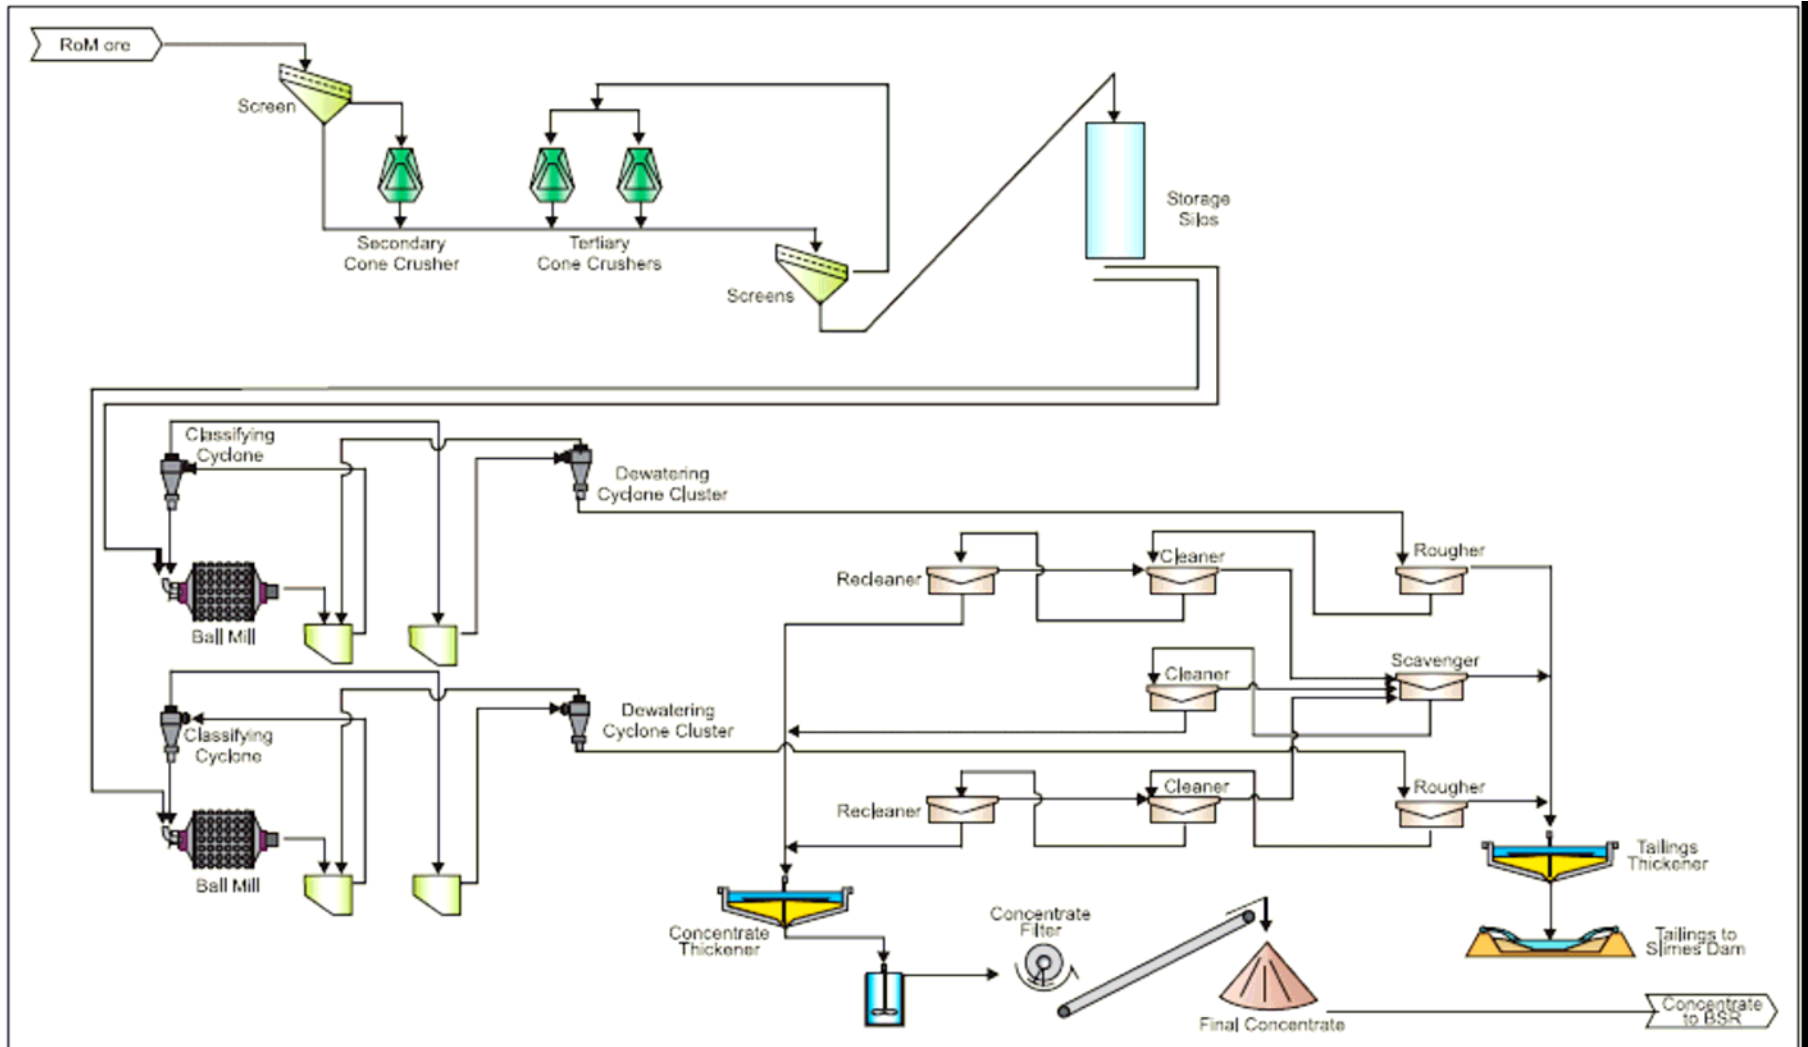 RoM ore
Screen
Secondary
Cone Crusher
Tertiary
Cone Crushers
Screens
Storage
Silos
Classifying
Cyclone
Dewatering
Cyclone Cluster
Ball Mill
Recleaner
Cleaner
Rougher
Cleaner
Scavenger
Classifying
Cyclone
Dewatering
Cyclone Cluster
Ball Mill
Recleaner
Cleaner
Rougher
Tailings
Thickener
Concentrate
Thickener
Concentrate
Filter
Tailings to
Slimes Dam
Final Concentrate
Concentrate
to BSR